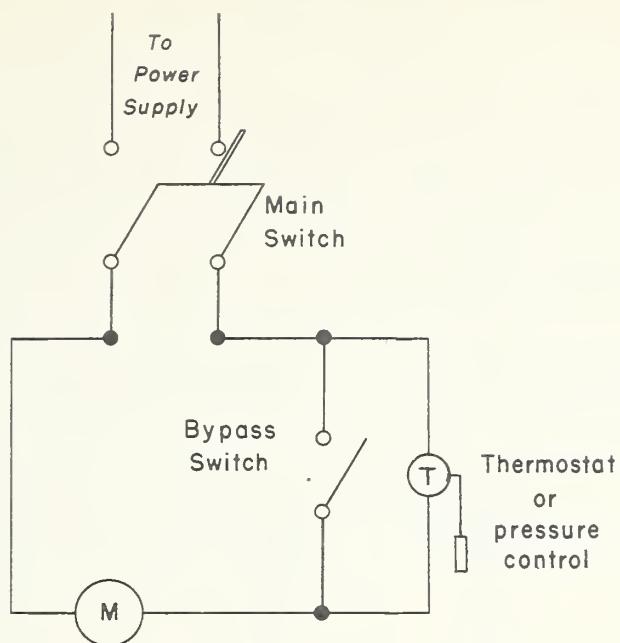 To
Power
Supply
Main
Switch
Bypass
Switch
T
Thermostat
or
pressure
control
M